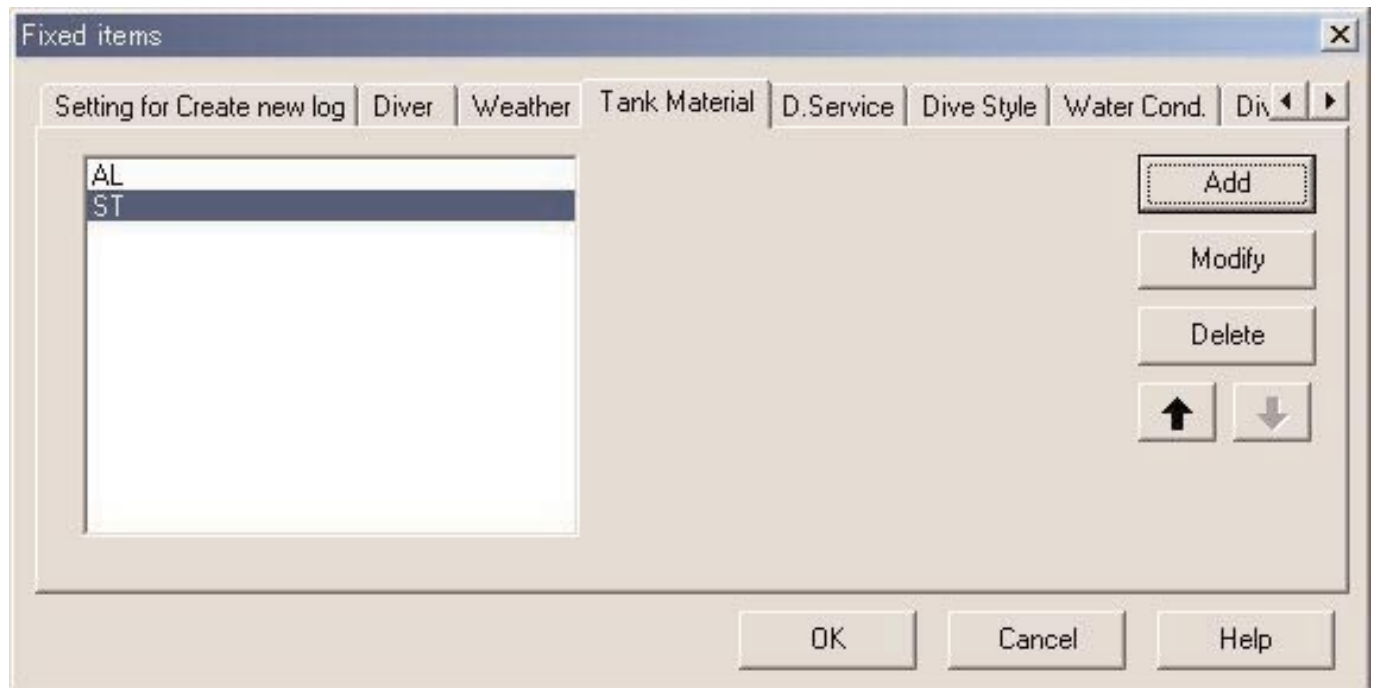 Fixed items
Setting for Create new log Diver Weather Tank Material D.Service Dive Style Water Cond. Div
AL
ST
Add
Modify
Delete
OK Cancel Help